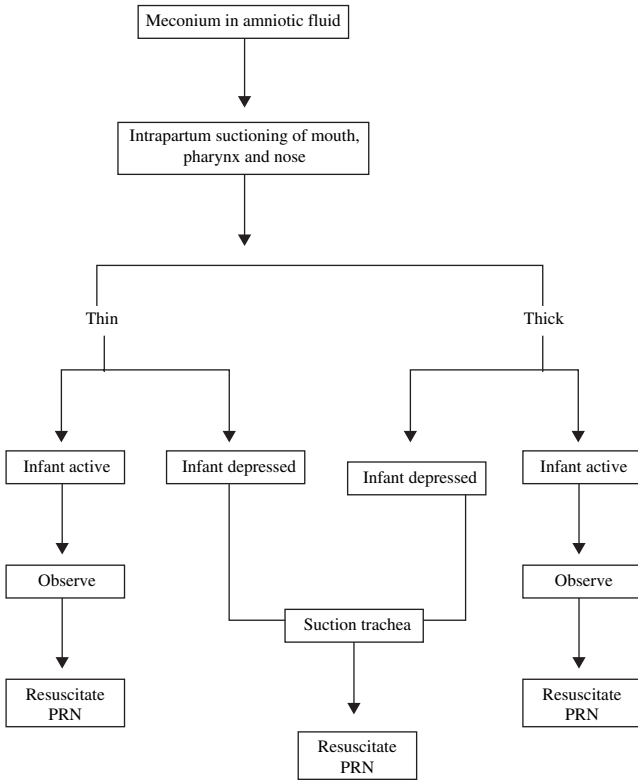 Meconium in amniotic fluid
Intrapartum suctioning of mouth,
pharynx and nose
Thin
Thick
Infant active
Infant depressed
Infant depressed
Infant active
Observe
Observe
Suction trachea
Resuscitate
PRN
Resuscitate
PRN
Resuscitate
PRN